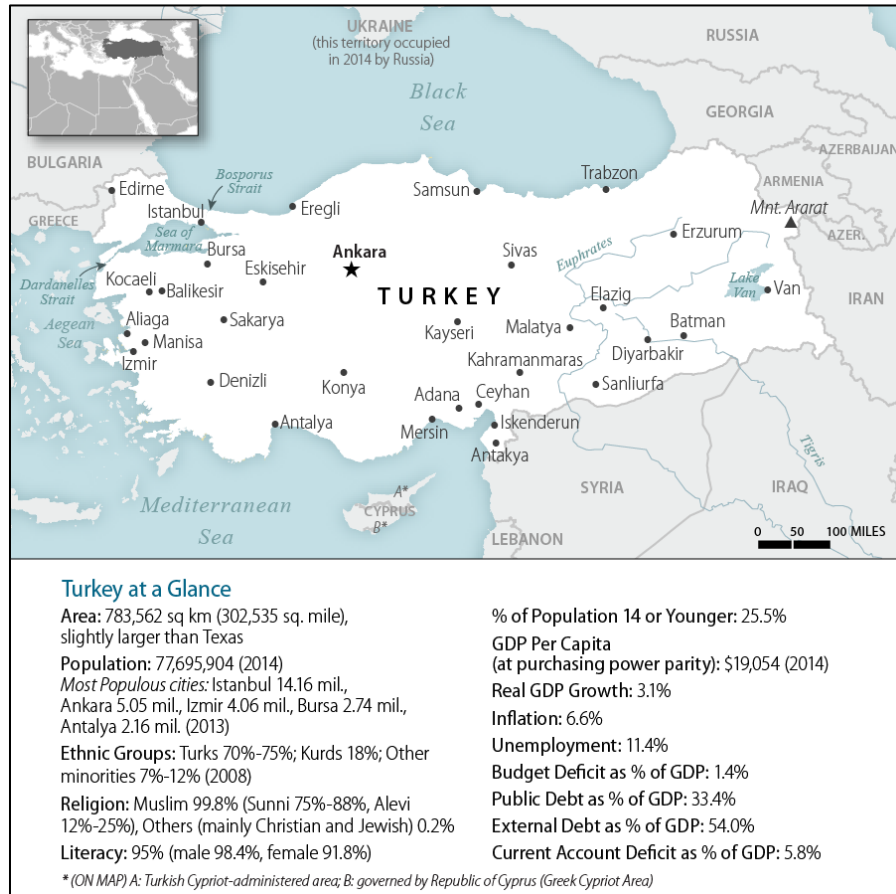 UKRAINE
(this territory occupied
in 2014 by Russia)
RUSSIA
Black
Sea
GEORGIA
BULGARIA
AZERBAIJAN
Bosporus
Strait
Edirne
Trabzon
ARMENIA
Samsun
Mnt. Ararat
Istanbul
Eregli
GREECE
Sea of
Marmara
Erzurum
AZER.
Bursa
Ankara
Sivas
Euphrates
Dardanelles
Strait
Kocaeli
Eskisehir
Lake
Van
Balikesir
TURKEY
Elazig
Van
IRAN
Aegean
Sea
Aliaga
Sakarya
Kayseri
Malatya
Batman
Manisa
Diyarbakir
Izmir
Kahramanmaras
Denizli
Konya
Sanliurfa
Adana
Ceyhan
Antalya
Mersin
Iskenderun
Antakya
Tigris
Mediterranean
Sea
A*
CYPRUS
B*
SYRIA
IRAQ
LEBANON
0 50 100 MILES
Turkey at a Glance
Area: 783,562 sq km (302,535 sq. mile),
slightly larger than Texas
Population: 77,695,904 (2014)
Most Populous cities: Istanbul 14.16 mil.,
Ankara 5.05 mil., Izmir 4.06 mil., Bursa 2.74 mil.,
Antalya 2.16 mil. (2013)
Ethnic Groups: Turks 70%-75%; Kurds 18%; Other
minorities 7%-12% (2008)
Religion: Muslim 99.8% (Sunni 75%-88%, Alevi
12%-25%), Others (mainly Christian and Jewish) 0.2%
Literacy: 95% (male 98.4%, female 91.8%)
% of Population 14 or Younger: 25.5%
GDP Per Capita
(at purchasing power parity): $19,054 (2014)
Real GDP Growth: 3.1%
Inflation: 6.6%
Unemployment: 11.4%
Budget Deficit as % of GDP: 1.4%
Public Debt as % of GDP: 33.4%
External Debt as % of GDP: 54.0%
Current Account Deficit as % of GDP: 5.8%
* (ON MAP) A: Turkish Cypriot-administered area; B: governed by Republic of Cyprus (Greek Cypriot Area)